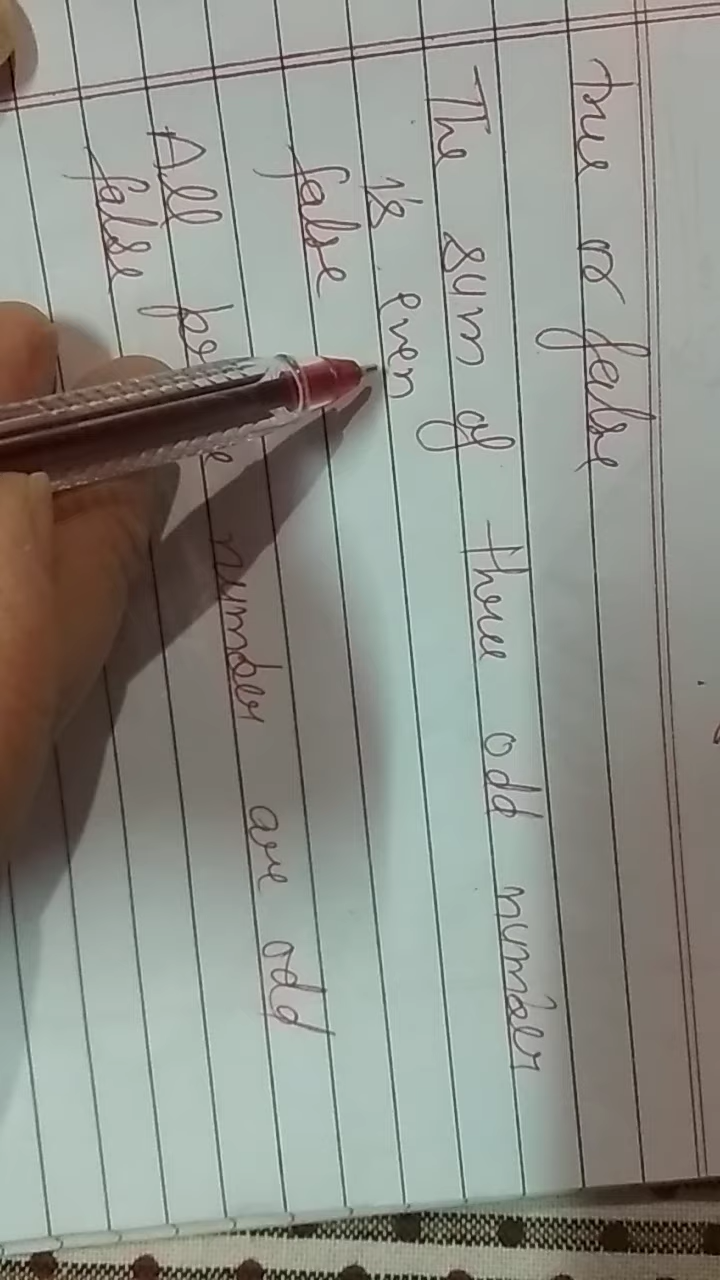 true or false
The sum of three odd number
is even
false
All number are odd
false